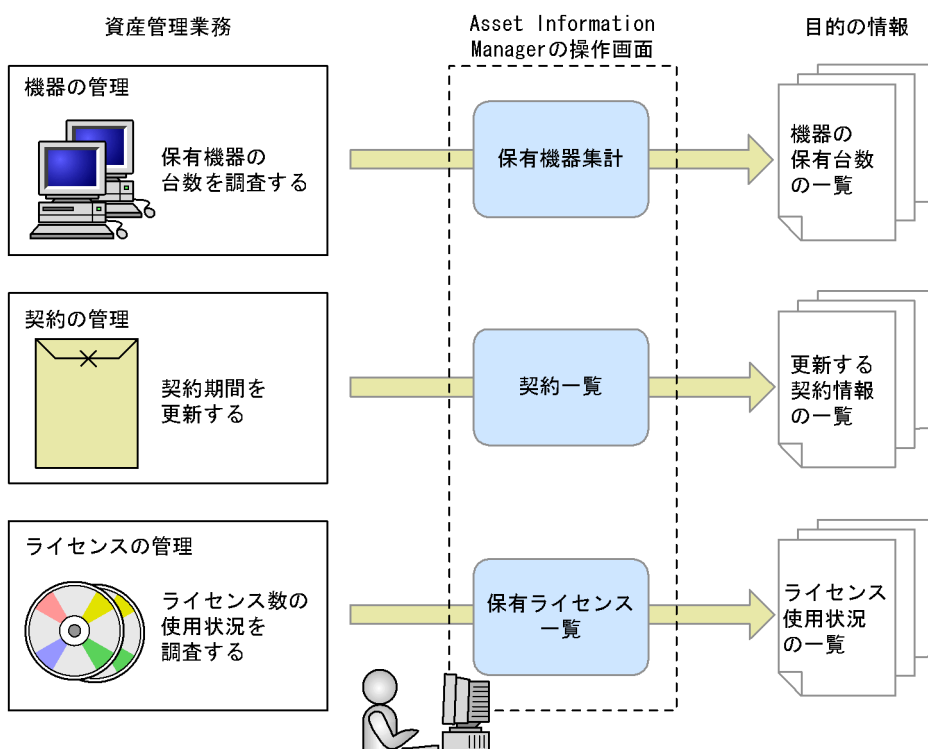 資産管理業務
Asset Information
Managerの操作画面
目的の情報
機器の管理
保有機器の
台数を調査する
保有機器集計
機器の
保有台数
の一覧
契約の管理
契約期間を
更新する
契約一覧
更新する
契約情報
の一覧
ライセンスの管理
ライセンス数の
使用状況を
調査する
保有ライセンス
一覧
ライセンス
使用状況
の一覧